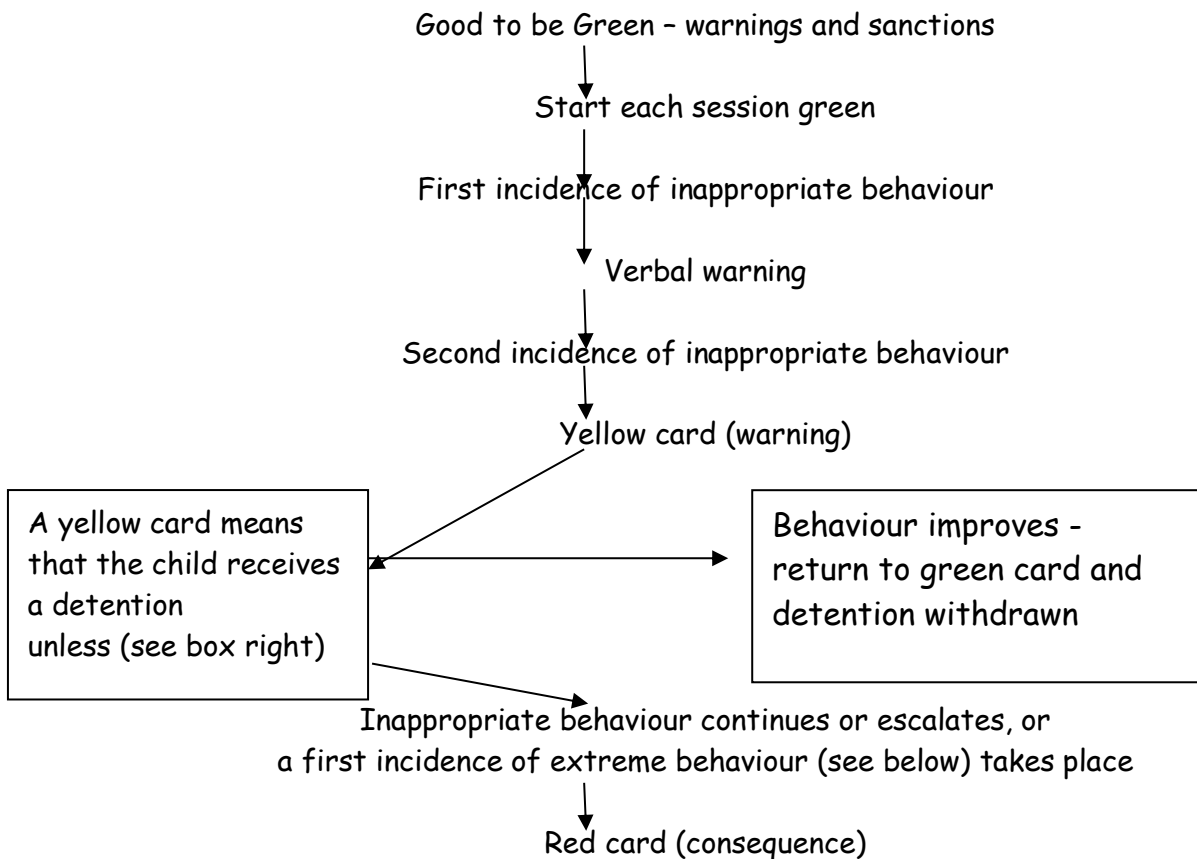 Good to be Green – warnings and sanctions
Start each session green
First incidence of inappropriate behaviour
Verbal warning
Second incidence of inappropriate behaviour
Yellow card (warning)
A yellow card means
that the child receives
a detention
unless (see box right)
Behaviour improves -
return to green card and
detention withdrawn
Inappropriate behaviour continues or escalates, or
a first incidence of extreme behaviour (see below) takes place
Red card (consequence)